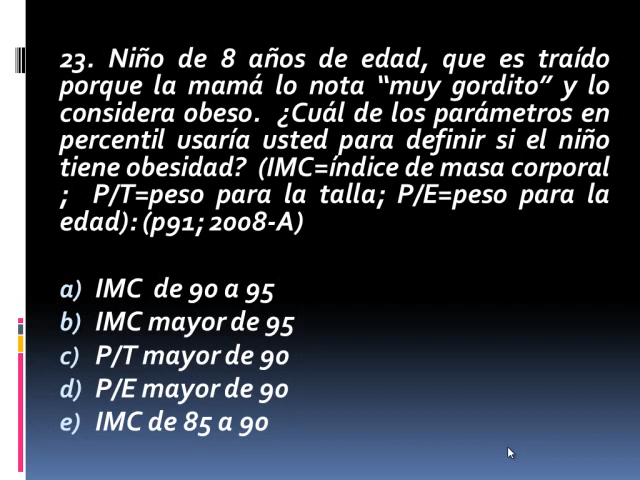 23. Niño de 8 años de edad, que es traído
porque la mamá lo nota “muy gordito” y lo
considera obeso. ¿Cuál de los parámetros en
percentil usaría usted para definir si el niño
tiene obesidad? (IMC=índice de masa corporal
; P/T=peso para la talla; P/E=peso para la
edad): (p91; 2008-A)
a) IMC de 90 a 95
b) IMC mayor de 95
c) P/T mayor de 90
d) P/E mayor de 90
e) IMC de 85 a 90